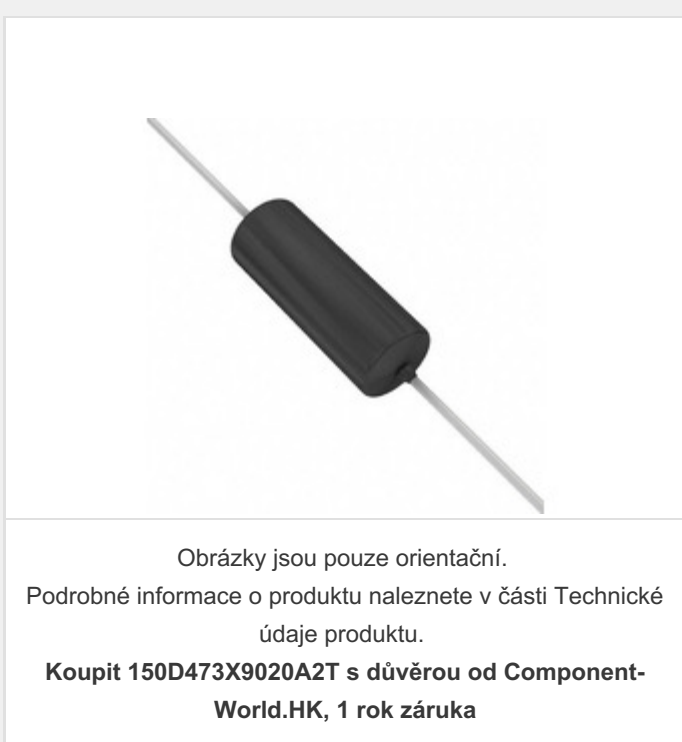 Obrázky jsou pouze orientační.
Podrobné informace o produktu naleznete v části Technické
údaje produktu.
Koupit 150D473X9020A2T s důvěrou od Component-
World.HK, 1 rok záruka